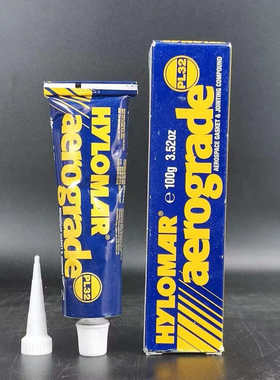 HYLOMAR®
aerograde
PL32
HYLOMAR®
aerograde
PL32
AEROSPACE GASKET & JOINTING COMPOUND
e 100g 3.52oz